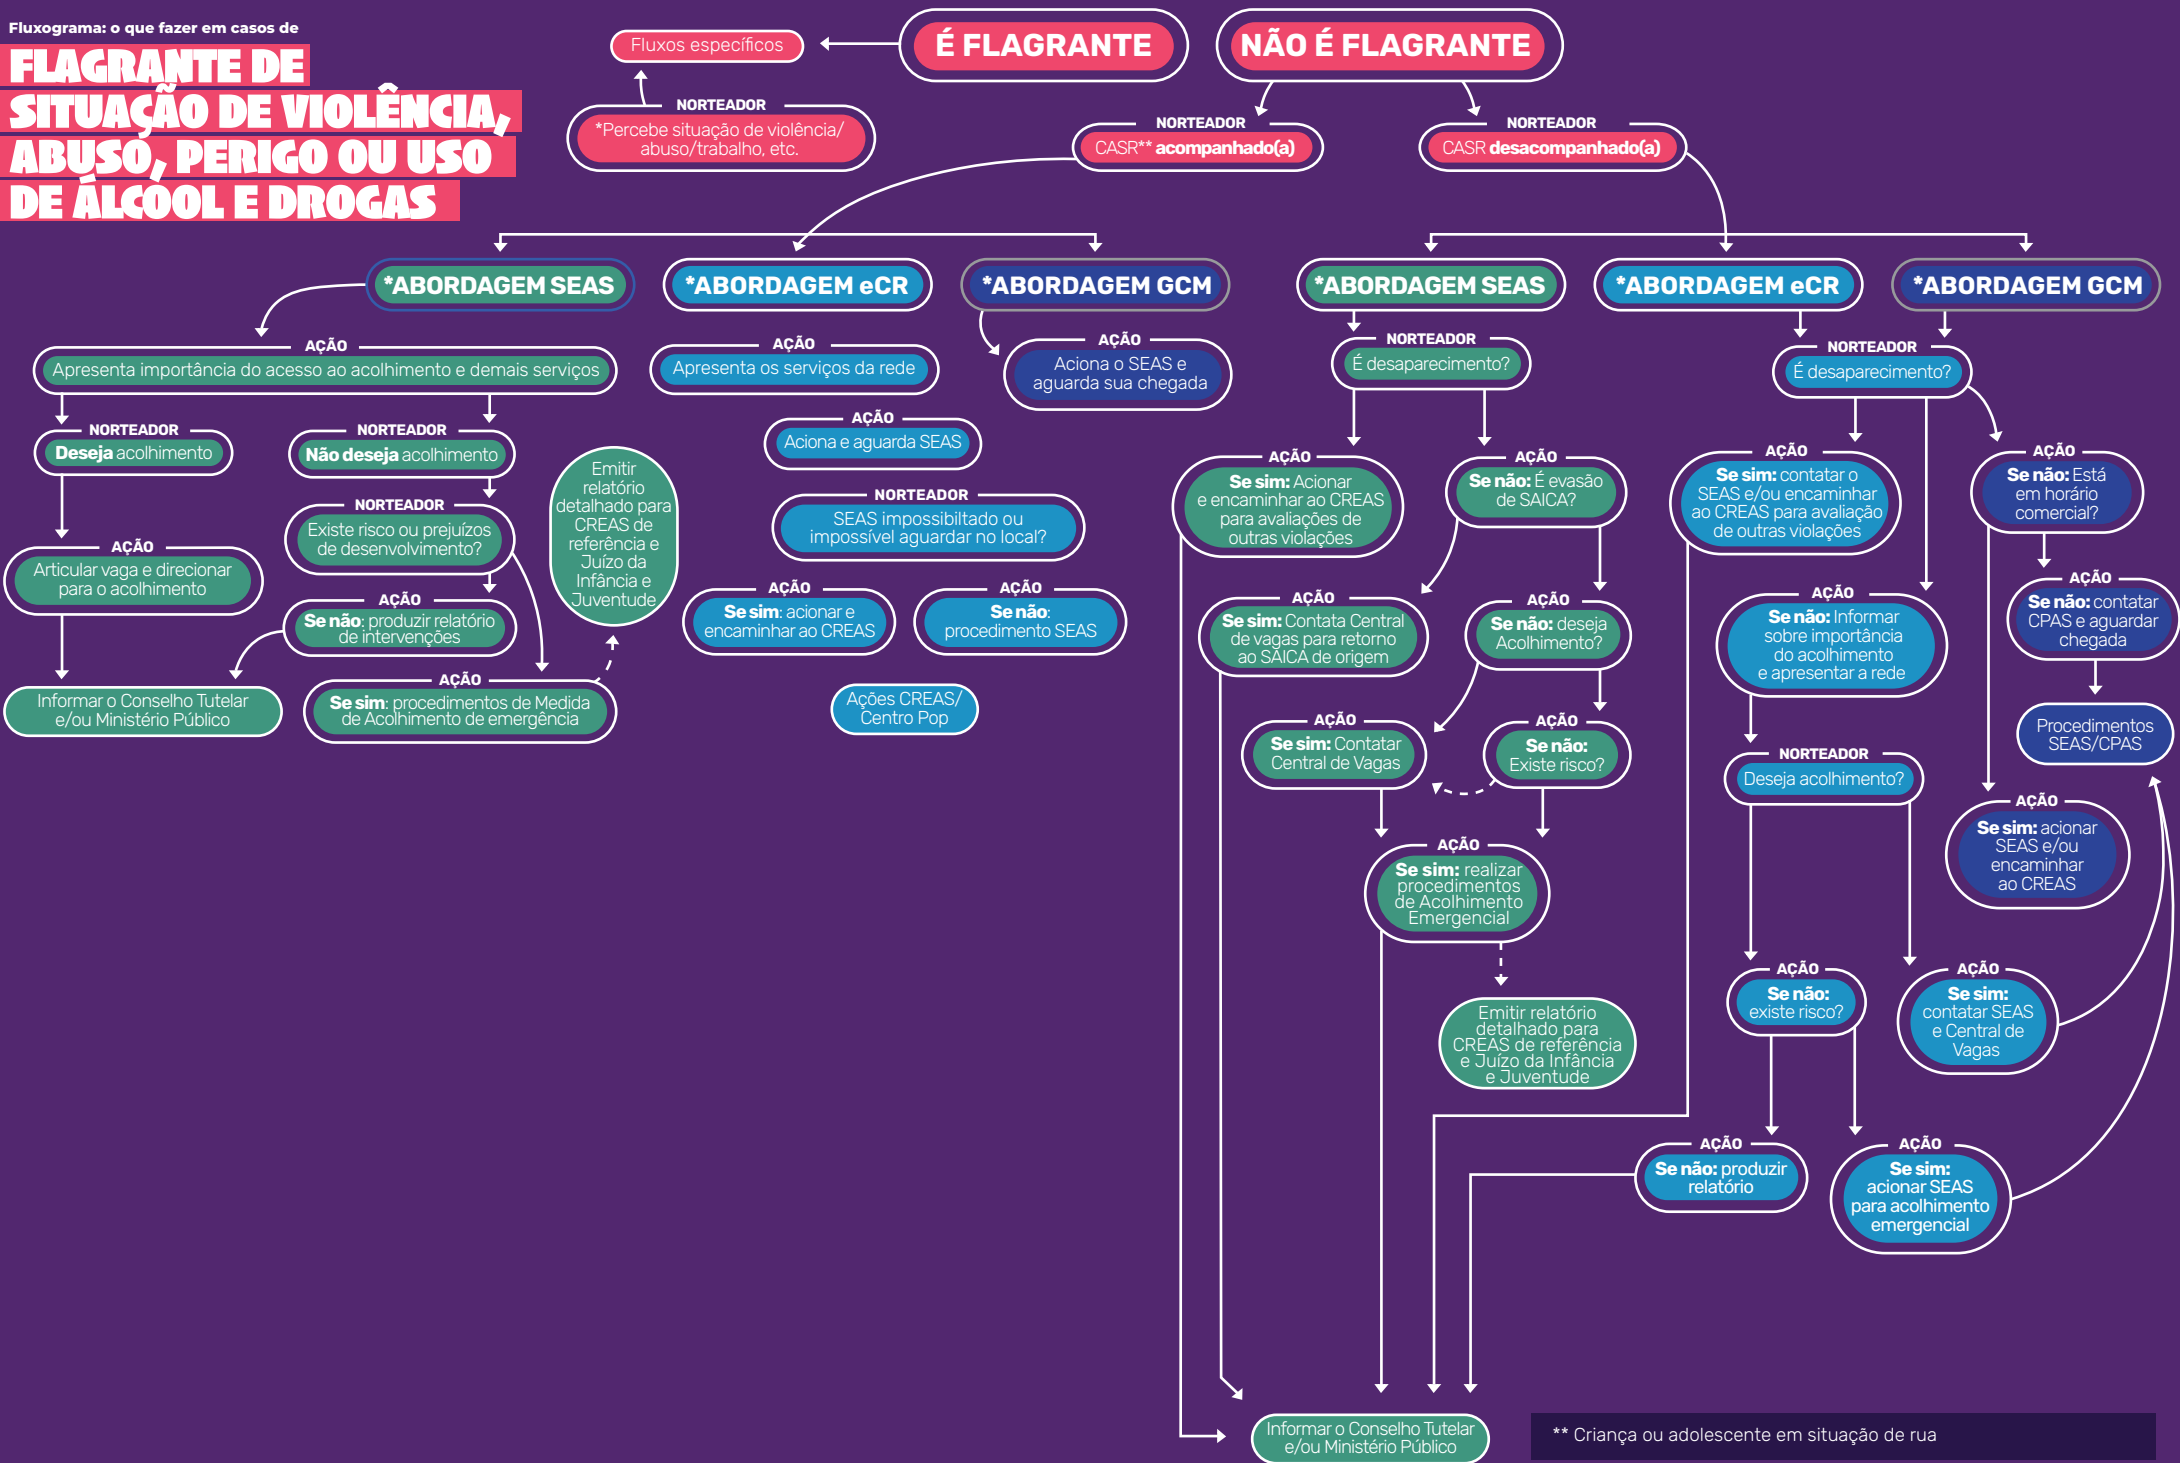 Fluxograma: o que fazer em casos de
FLAGRANTE DE
SITUAÇÃO DE VIOLÊNCIA,
ABUSO, PERIGO OU USO
DE ÁLCOOL E DROGAS
É FLAGRANTE
NÃO É FLAGRANTE
Fluxos específicos
NORTEADOR
*Percebe situação de violência/
abuso/trabalho, etc.
NORTEADOR
CASR** acompanhado(a)
NORTEADOR
CASR desacompanhado(a)
*ABORDAGEM SEAS
*ABORDAGEM eCR
*ABORDAGEM GCM
*ABORDAGEM SEAS
*ABORDAGEM eCR
*ABORDAGEM GCM
AÇÃO
Apresenta importância do acesso ao acolhimento e demais serviços
NORTEADOR
Deseja acolhimento
NORTEADOR
Não deseja acolhimento
NORTEADOR
Existe risco ou prejuízos
de desenvolvimento?
AÇÃO
Articular vaga e direcionar
para o acolhimento
AÇÃO
Se não: produzir relatório
de intervenções
AÇÃO
Se sim: procedimentos de Medida
de Acolhimento de emergência
Informar o Conselho Tutelar
e/ou Ministério Público
Emitir
relatório
detalhado para
CREAS de
referência e
Juízo da
Infância e
Juventude
AÇÃO
Apresenta os serviços da rede
AÇÃO
Aciona e aguarda SEAS
NORTEADOR
SEAS impossibiltado ou
impossível aguardar no local?
AÇÃO
Se sim: acionar e
encaminhar ao CREAS
AÇÃO
Se não:
procedimento SEAS
Ações CREAS/
Centro Pop
AÇÃO
Aciona o SEAS e
aguarda sua chegada
NORTEADOR
É desaparecimento?
AÇÃO
Se sim: Acionar
e encaminhar ao CREAS
para avaliações de
outras violações
AÇÃO
Se não: É evasão
de SAICA?
AÇÃO
Se sim: Contata Central
de vagas para retorno
ao SAICA de origem
AÇÃO
Se não: deseja
Acolhimento?
AÇÃO
Se sim: Contatar
Central de Vagas
AÇÃO
Se não:
Existe risco?
AÇÃO
Se sim: realizar
procedimentos
de Acolhimento
Emergencial
Emitir relatório
detalhado para
CREAS de referência
e Juízo da Infância
e Juventude
NORTEADOR
É desaparecimento?
AÇÃO
Se sim: contatar o
SEAS e/ou encaminhar
ao CREAS para avaliação
de outras violações
AÇÃO
Se não: Informar
sobre importância
do acolhimento
e apresentar a rede
NORTEADOR
Deseja acolhimento?
AÇÃO
Se não:
existe risco?
AÇÃO
Se sim:
contatar SEAS
e Central de
Vagas
AÇÃO
Se não: produzir
relatório
AÇÃO
Se sim:
acionar SEAS
para acolhimento
emergencial
AÇÃO
Se não: Está
em horário
comercial?
AÇÃO
Se não: contatar
CPAS e aguardar
chegada
Procedimentos
SEAS/CPAS
AÇÃO
Se sim: acionar
SEAS e/ou
encaminhar
ao CREAS
Informar o Conselho Tutelar
e/ou Ministério Público
** Criança ou adolescente em situação de rua